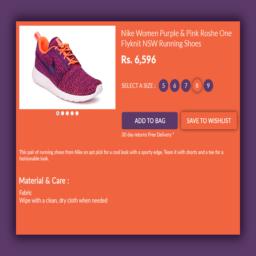 Nike Women Purple & Pink Roshe One
Flyknit NSW Running Shoes
Rs. 6,596
SELECT A SIZE : 5 6 7 8 9
ADD TO BAG SAVE TO WISHLIST
30 day returns Free Delivery *
This pair of running shoes from Nike an apt pick for a cool look with a sporty edge. Team it with shorts and a tee for a
fashionable look.
Material & Care :
Fabric
Wipe with a clean, dry cloth when needed